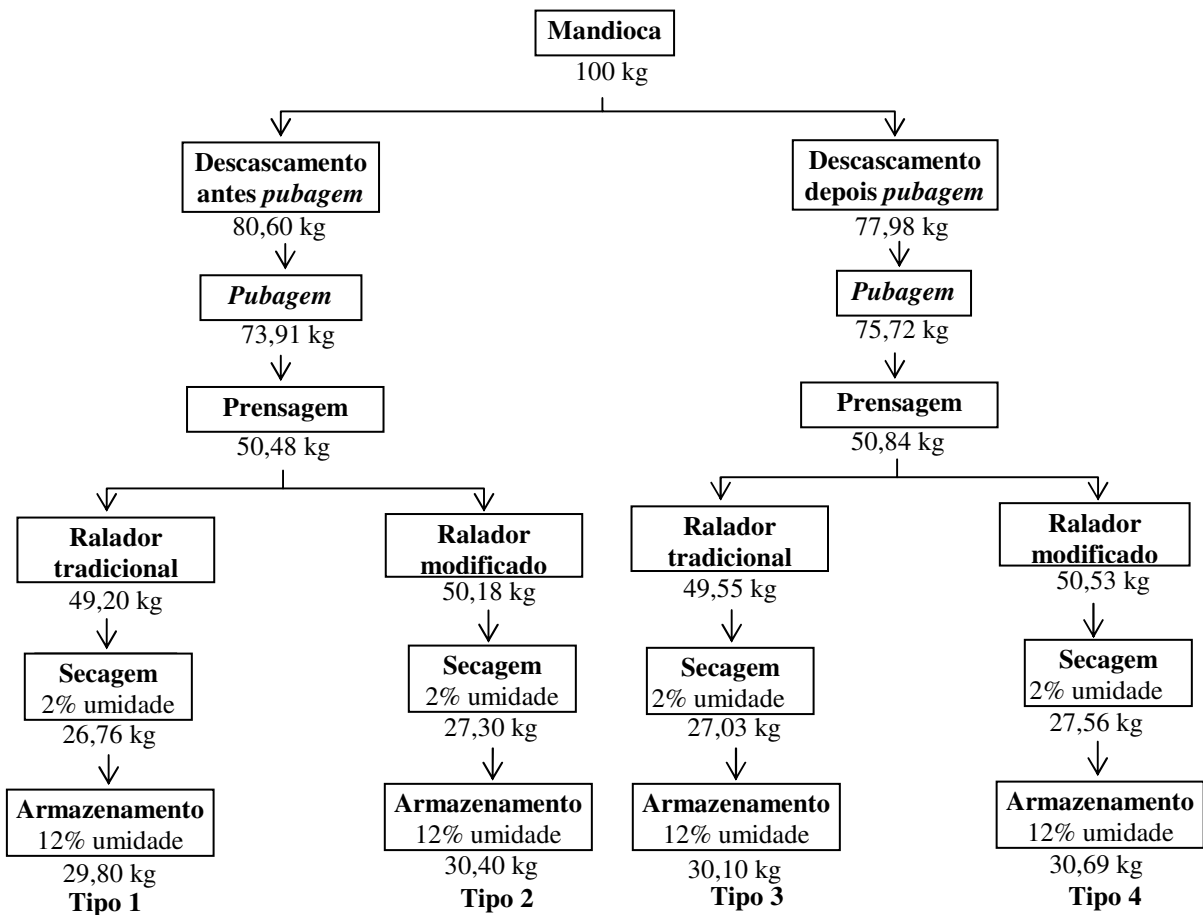 Mandioca
100 kg
Descascamento
antes pubagem
80,60 kg
Pubagem
73,91 kg
Prensagem
50,48 kg
Ralador
tradicional
49,20 kg
Secagem
2% umidade
26,76 kg
Armazenamento
12% umidade
29,80 kg
Tipo 1
Ralador
modificado
50,18 kg
Secagem
2% umidade
27,30 kg
Armazenamento
12% umidade
30,40 kg
Tipo 2
Descascamento
depois pubagem
77,98 kg
Pubagem
75,72 kg
Prensagem
50,84 kg
Ralador
tradicional
49,55 kg
Secagem
2% umidade
27,03 kg
Armazenamento
12% umidade
30,10 kg
Tipo 3
Ralador
modificado
50,53 kg
Secagem
2% umidade
27,56 kg
Armazenamento
12% umidade
30,69 kg
Tipo 4